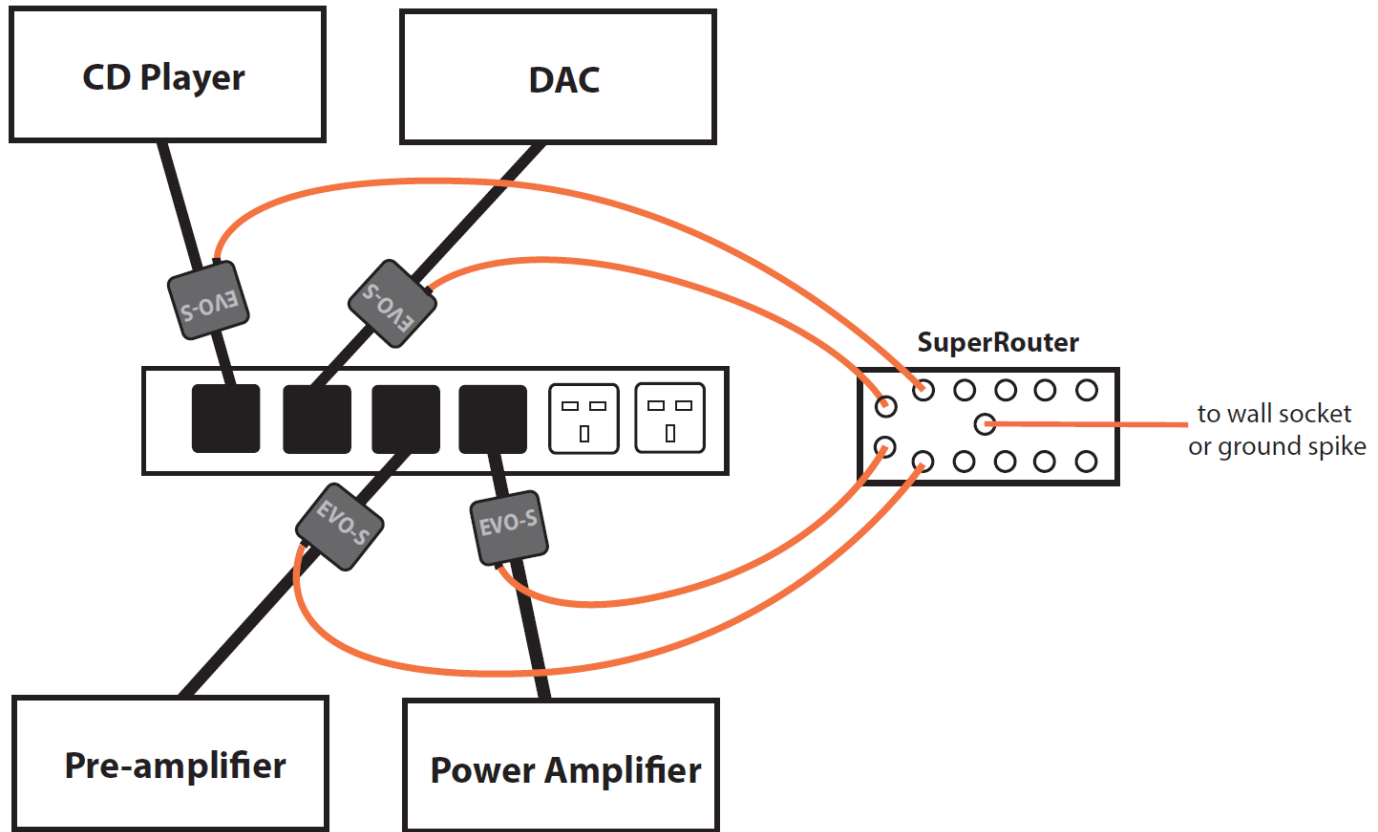 CD Player
DAC
EVO-S
EVO-S
SuperRouter
to wall socket
or ground spike
EVO-S
EVO-S
Pre-amplifier
Power Amplifier